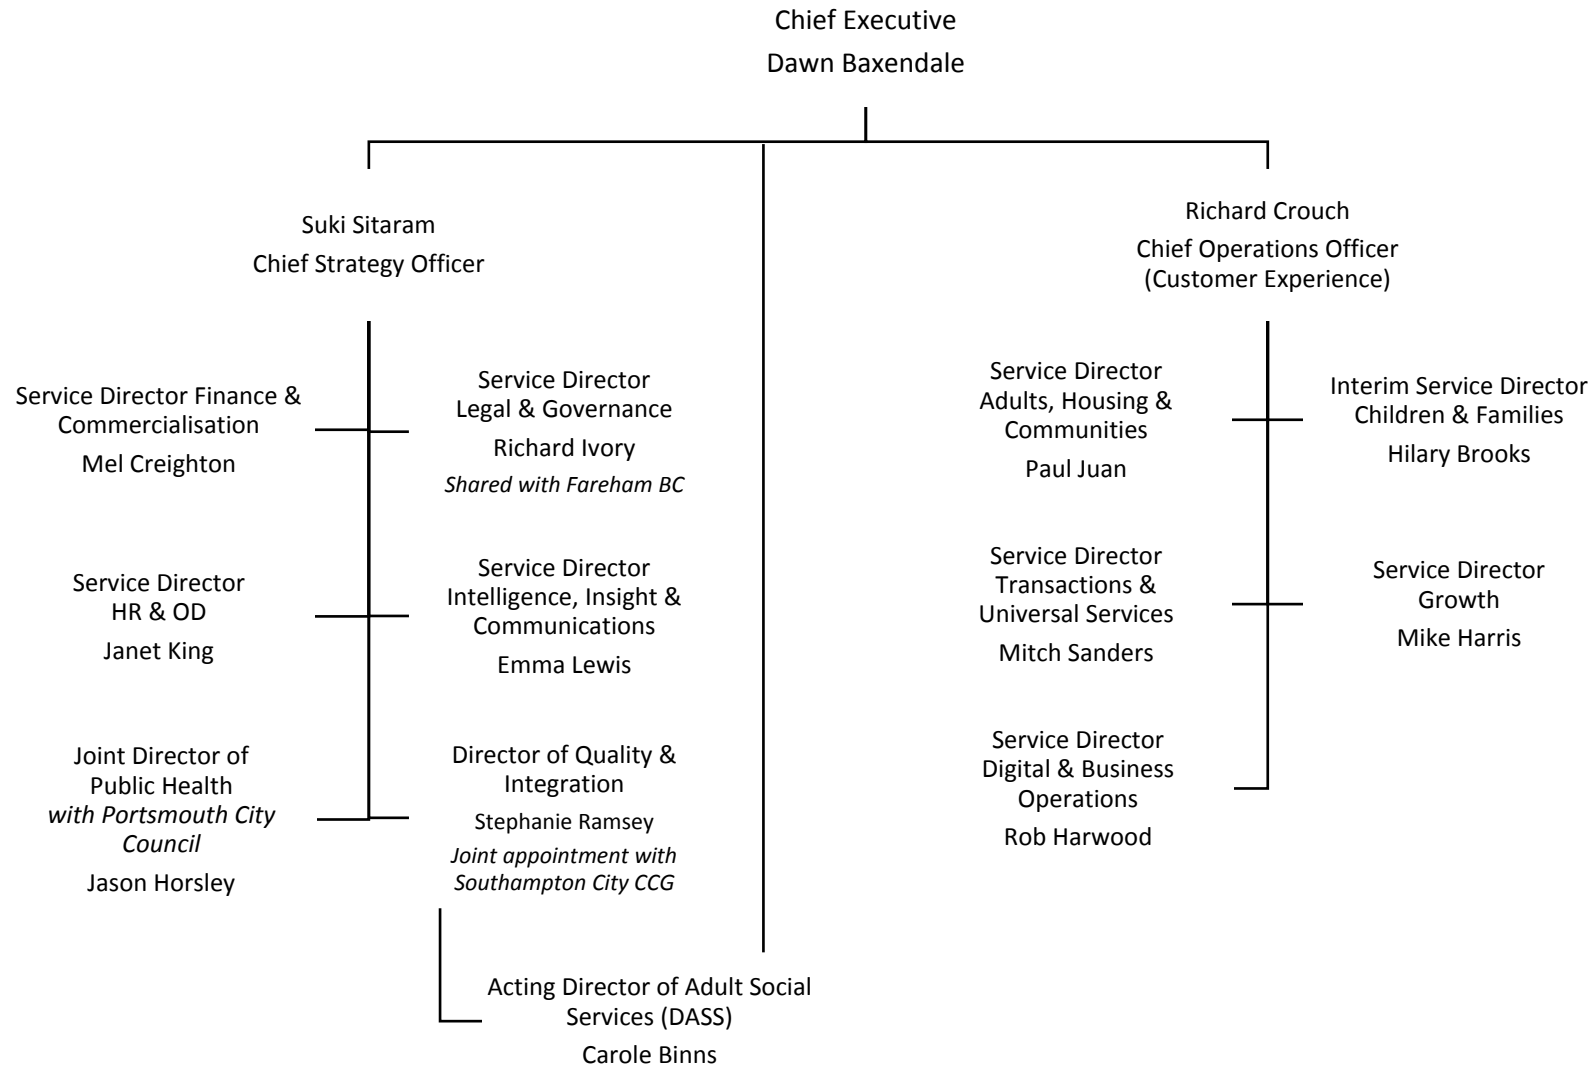 Chief Executive
Dawn Baxendale
Suki Sitaram
Chief Strategy Officer
Richard Crouch
Chief Operations Officer
(Customer Experience)
Service Director Finance &
Commercialisation
Mel Creighton
Service Director
Legal & Governance
Richard Ivory
Shared with Fareham BC
Service Director
Adults, Housing &
Communities
Paul Juan
Interim Service Director
Children & Families
Hilary Brooks
Service Director
HR & OD
Janet King
Service Director
Intelligence, Insight &
Communications
Emma Lewis
Service Director
Transactions &
Universal Services
Mitch Sanders
Service Director
Growth
Mike Harris
Joint Director of
Public Health
with Portsmouth City
Council
Jason Horsley
Director of Quality &
Integration
Stephanie Ramsey
Joint appointment with
Southampton City CCG
Service Director
Digital & Business
Operations
Rob Harwood
Acting Director of Adult Social
Services (DASS)
Carole Binns